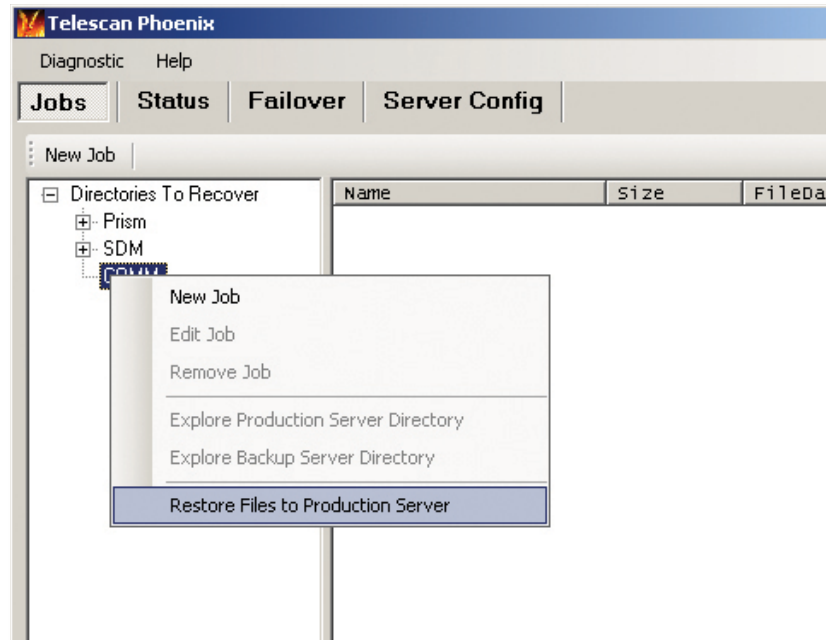 Telescan Phoenix
Diagnostic Help
Jobs Status Failover Server Config
New Job
Directories To Recover
Name Size FileDa
Prism
SDM
New Job
Edit Job
Remove Job
Explore Production Server Directory
Explore Backup Server Directory
Restore Files to Production Server